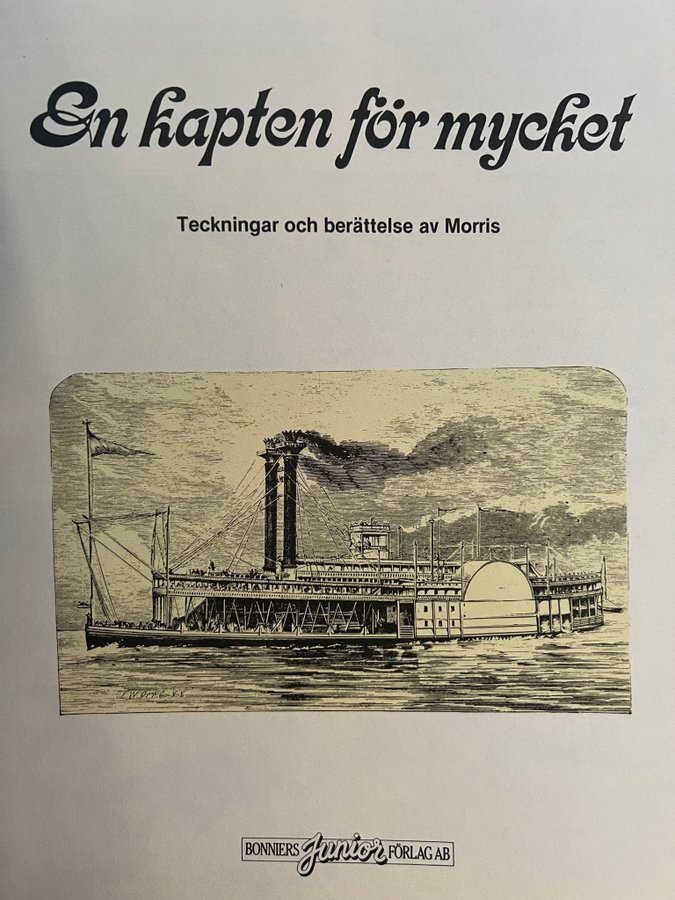 En kapten för mycket
Teckningar och berättelse av Morris
BONNIERS Junior FÖRLAG AB